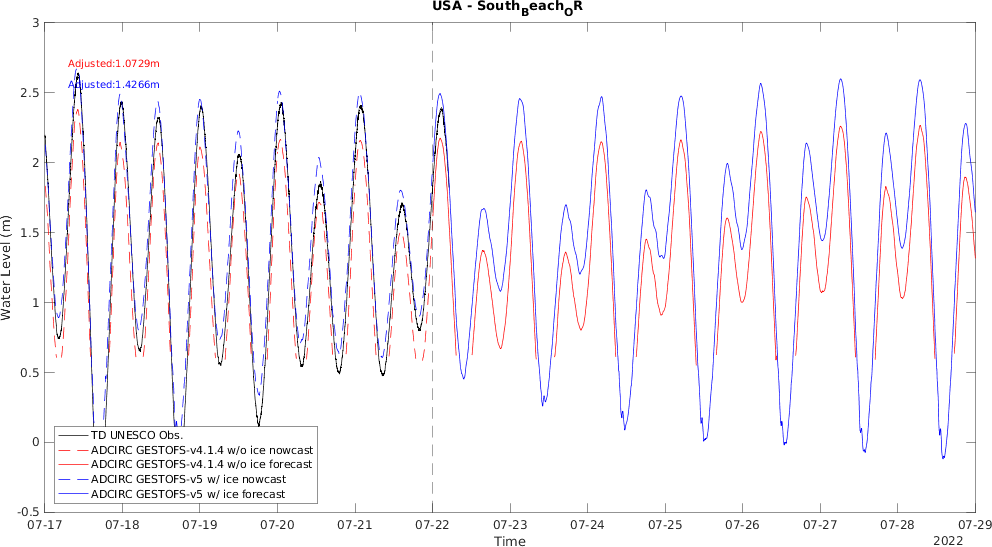 USA - SouthBeachOR
Adjusted:1.0729m
Adjusted:1.4266m
Water Level (m)
3
2.5
2
1.5
1
0.5
0
-0.5
TD UNESCO Obs.
ADCIRC GESTOFS-v4.1.4 w/o ice nowcast
ADCIRC GESTOFS-v4.1.4 w/o ice forecast
ADCIRC GESTOFS-v5 w/ ice nowcast
ADCIRC GESTOFS-v5 w/ ice forecast
07-17 07-18 07-19 07-20 07-21 07-22 07-23 07-24 07-25 07-26 07-27 07-28 07-29
Time
2022